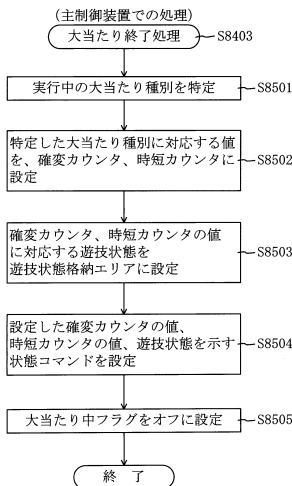 (主制御装置での処理)
大当たり終了処理
S8403
実行中の大当たり種別を特定
S8501
特定した大当たり種別に対応する値
を、確変カウンタ、時短カウンタに
設定
S8502
確変カウンタ、時短カウンタの値
に対応する遊技状態を
遊技状態格納エリアに設定
S8503
設定した確変カウンタの値、
時短カウンタの値、遊技状態を示す
状態コマンドを設定
S8504
大当たり中フラグをオフに設定
S8505
終 了